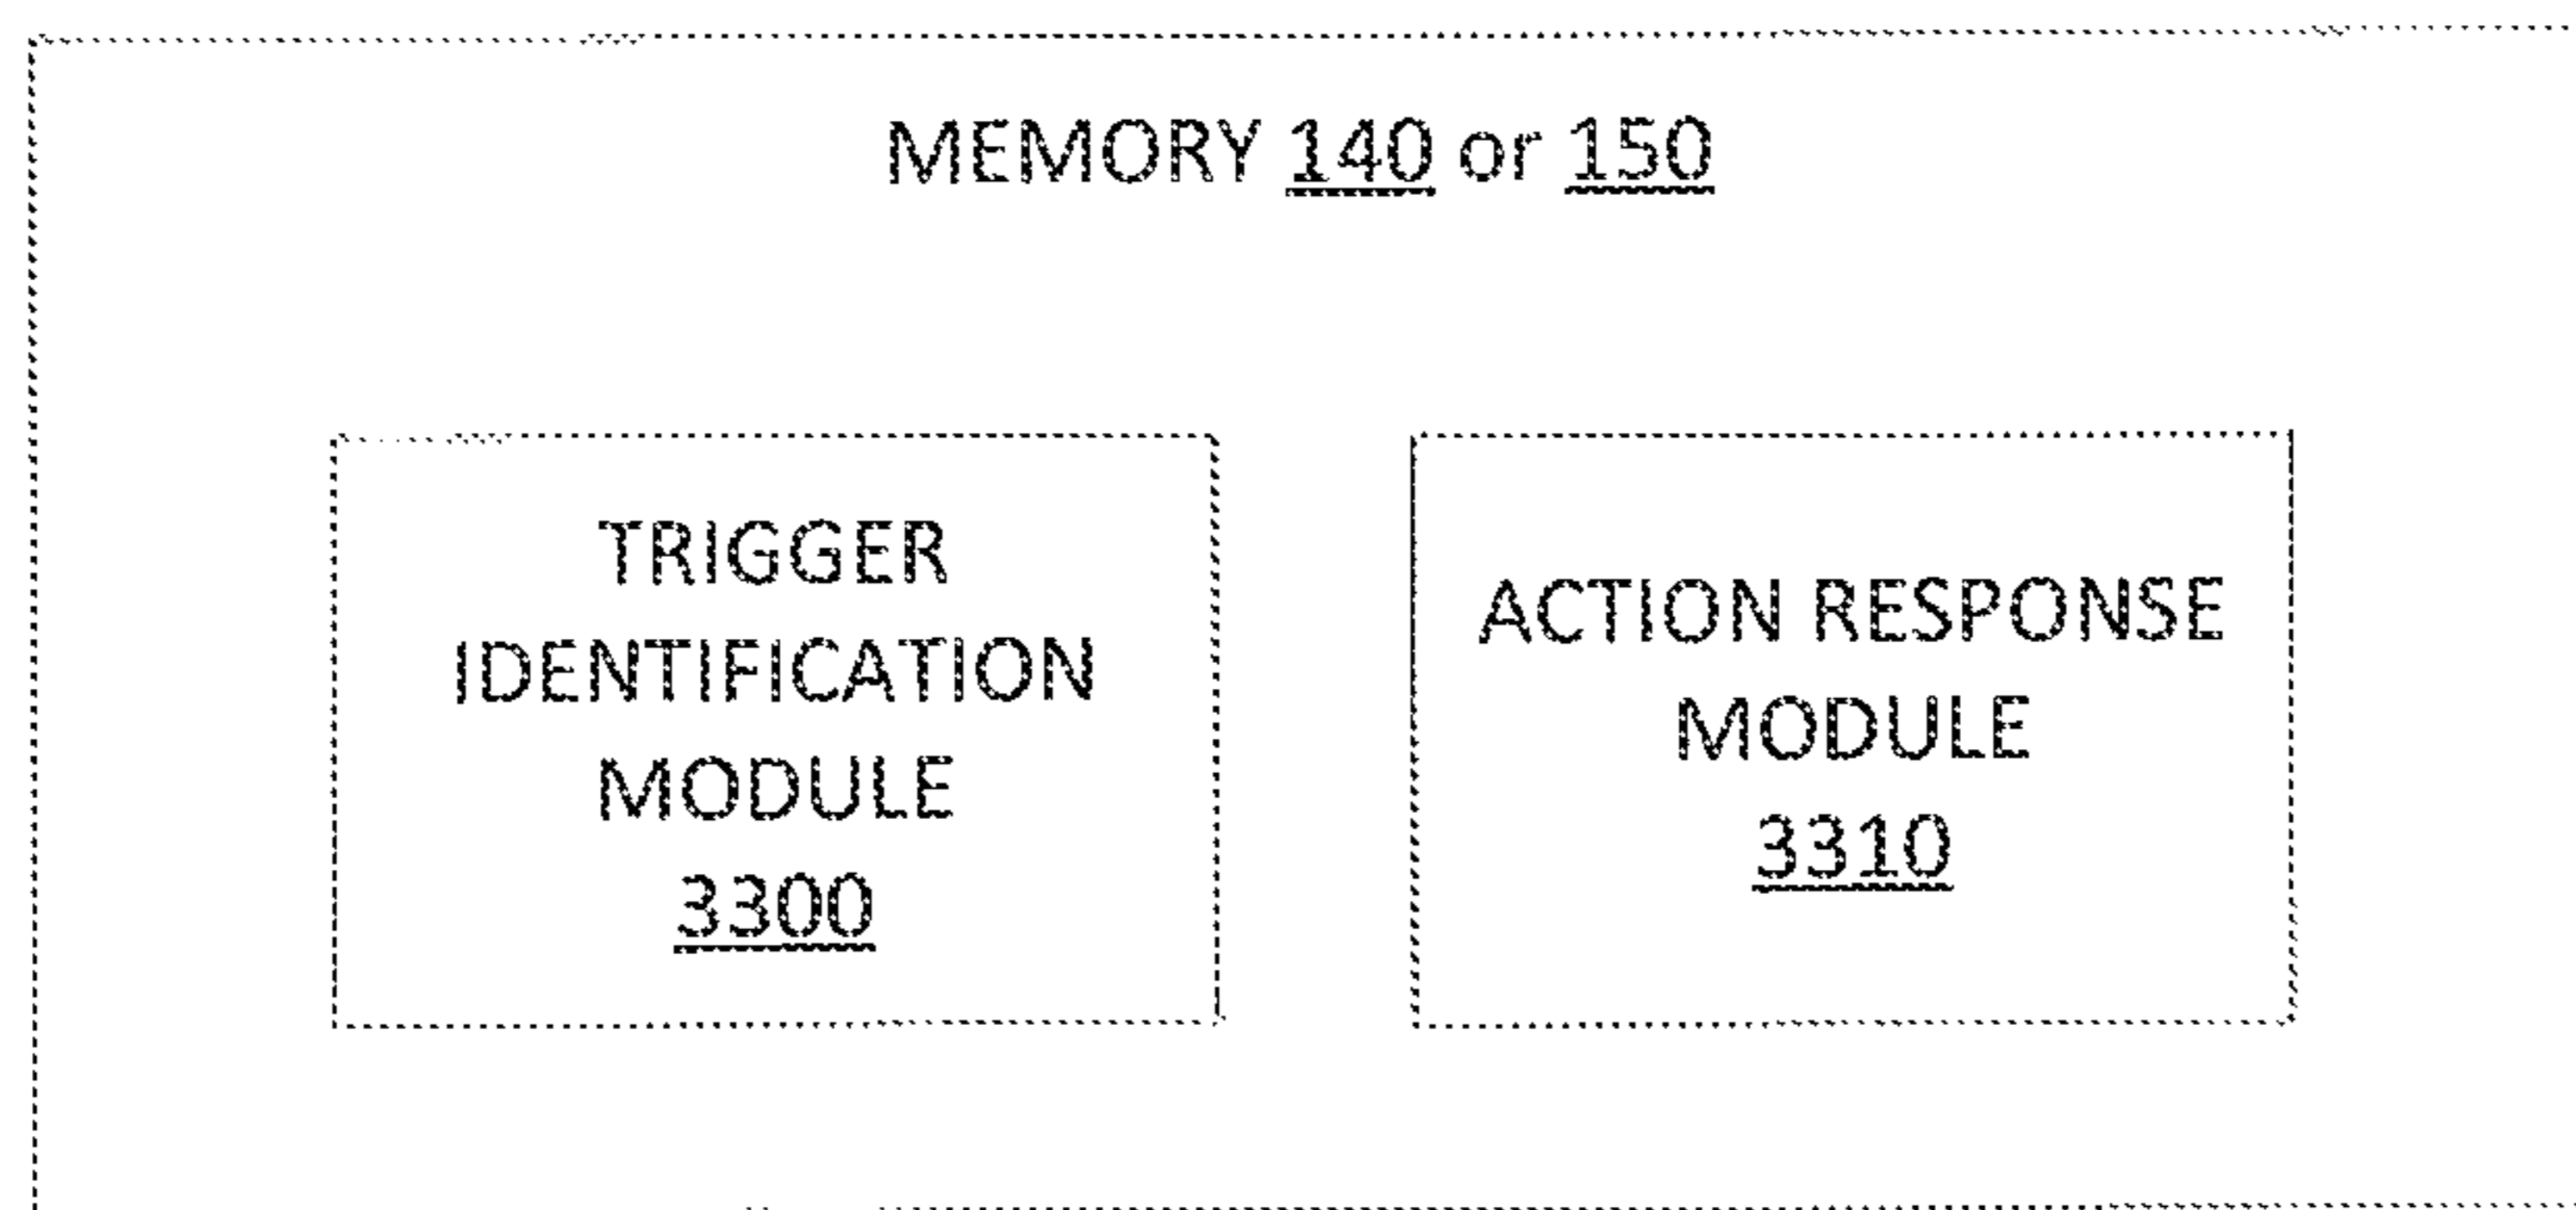 MEMORY 140 or 150
TRIGGER
IDENTIFICATION
MODULE
3300
ACTION RESPONSE
MODULE
3310